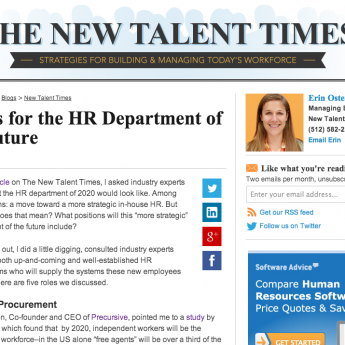 THE NEW TALENT TIMES
STRATEGIES FOR BUILDING & MANAGING TODAY'S WORKFORCE
Blogs > New Talent Times
s for the HR Department of
uture
cle on The New Talent Times, I asked industry experts
t the HR department of 2020 would look like. Among
ns: a move toward a more strategic in-house HR. But
oes that mean? What positions will this "more strategic"
nt of the future include?
out, I did a little digging, consulted industry experts
oth up-and-coming and well-established HR
ms who will supply the systems these new employees
ere are five roles we discussed.
Procurement
n, Co-founder and CEO of Precursive, pointed me to a study by
which found that by 2020, independent workers will be the
workforce–in the US alone "free agents" will be over a third of the
Erin Oste
Managing E
New Talent
(512) 582-2
Email Erin
Like what you're readi
Two emails per month, unsubsc
Enter your email address...
Get our RSS feed
Follow us on Twitter
Software Advice
Compare Human
Resources Softw
Price Quotes & Sav
GET STARTED